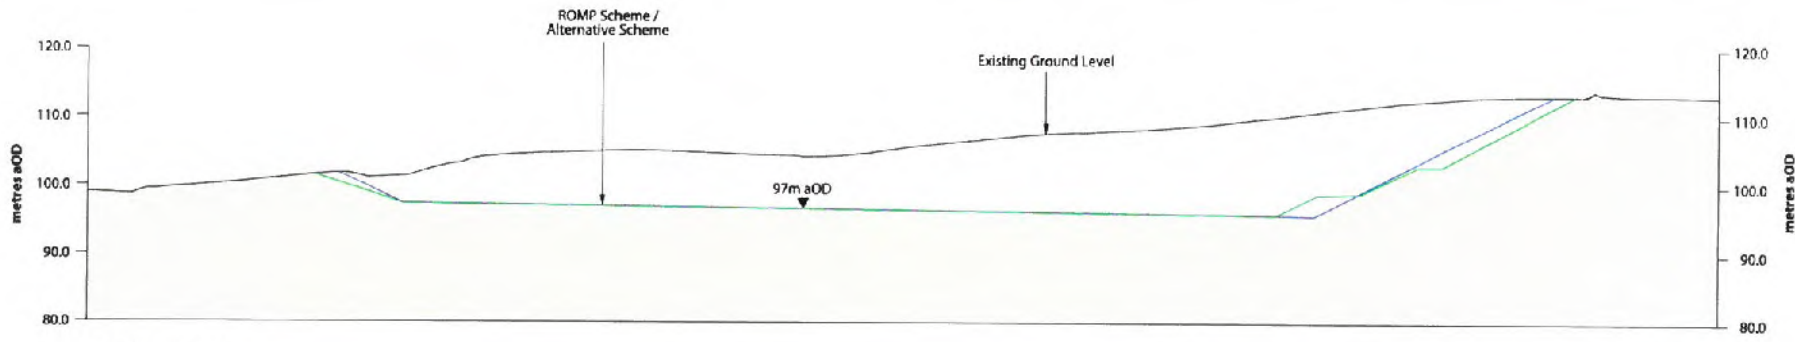 ROMP Scheme /
Alternative Scheme
Existing Ground Level
97m aOD
metres aOD
120.0
110.0
100.0
90.0
80.0
120.0
110.0
100.0
90.0
80.0
metres aOD